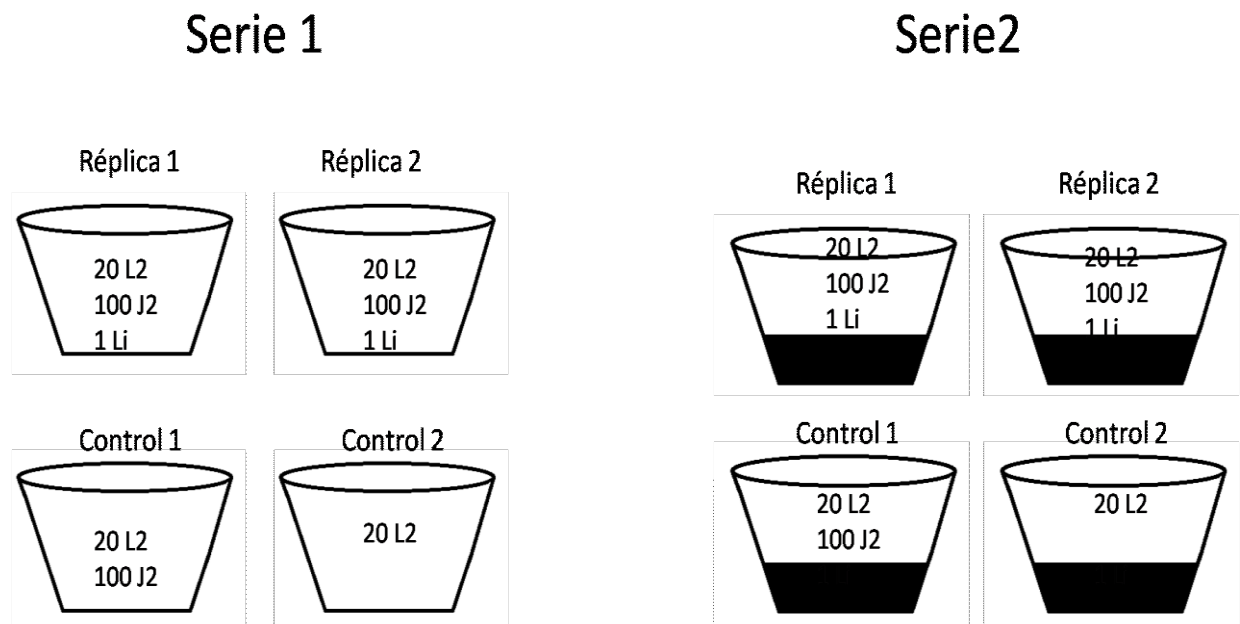 Serie 1
Serie2
Réplica 1
Réplica 2
20 L2
100 J2
1 Li
20 L2
100 J2
1 Li
Control 1
Control 2
20 L2
100 J2
20 L2
Réplica 1
Réplica 2
20 L2
100 J2
1 Li
20 L2
100 J2
1 Li
Control 1
Control 2
20 L2
100 J2
20 L2